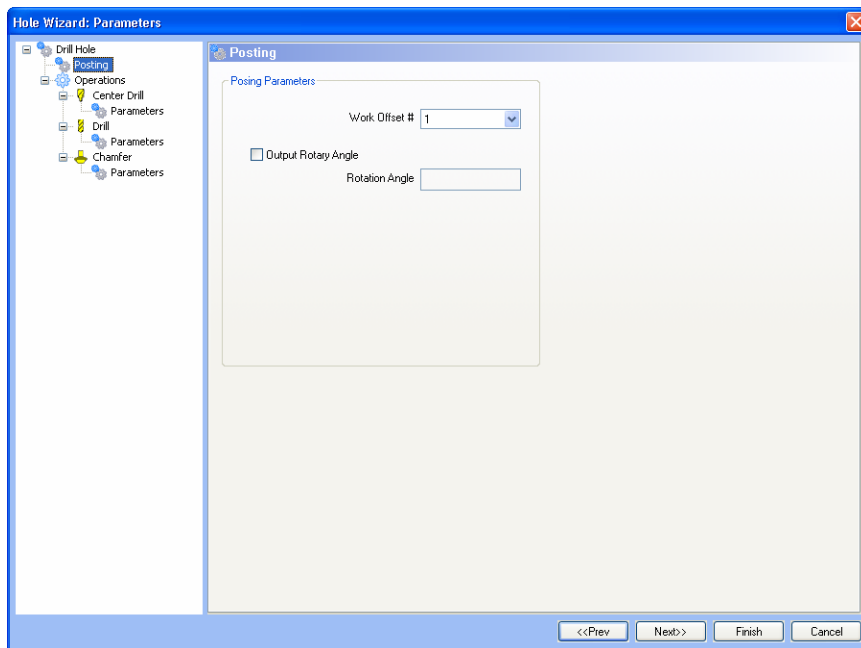 Hole Wizard: Parameters
Drill Hole
Posting
Operations
Center Drill
Parameters
Drill
Parameters
Chamfer
Parameters
Posting
Posing Parameters
Work Offset # 1
Output Rotary Angle
Rotation Angle
<<Prev Next>> Finish Cancel